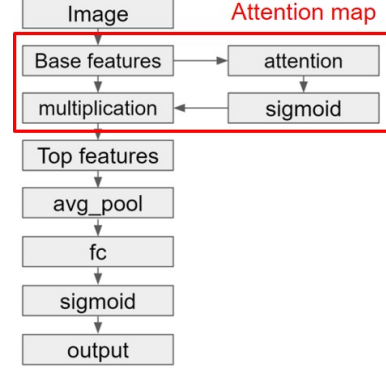 Image
Attention map
Base features
attention
multiplication
sigmoid
Top features
avg_pool
fc
sigmoid
output